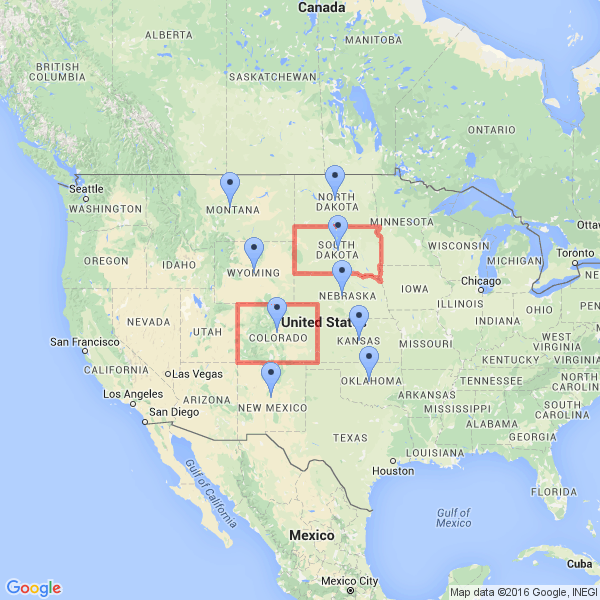 Canada
ALBERTA
MANITOBA
BRITISH
COLUMBIA
SASKATCHEWAN
ONTARIO
Seattle
WASHINGTON
MONTANA
NORTH
DAKOTA
MINNESOTA
Ottawa
OREGON
IDAHO
WYOMING
SOUTH
DAKOTA
WISCONSIN
MICHIGAN
Toronto
NEBRASKA
IOWA
Chicago
NEVADA
UTAH
COLORADO
United States
KANSAS
ILLINOIS
INDIANA
OHIO
PENN
MISSOURI
WEST
VIRGINIA
San Francisco
CALIFORNIA
Las Vegas
KENTUCKY
VIRGINIA
Los Angeles
ARIZONA
NEW MEXICO
OKLAHOMA
ARKANSAS
TENNESSEE
NORTH
CAROLINA
San Diego
MISSISSIPPI
SOUTH
CAROLINA
ALABAMA
GEORGIA
TEXAS
LOUISIANA
Houston
FLORIDA
Gulf of
California
Gulf of
Mexico
Mexico
Cuba
Mexico City
Google
Map data ©2016 Google, INEGI